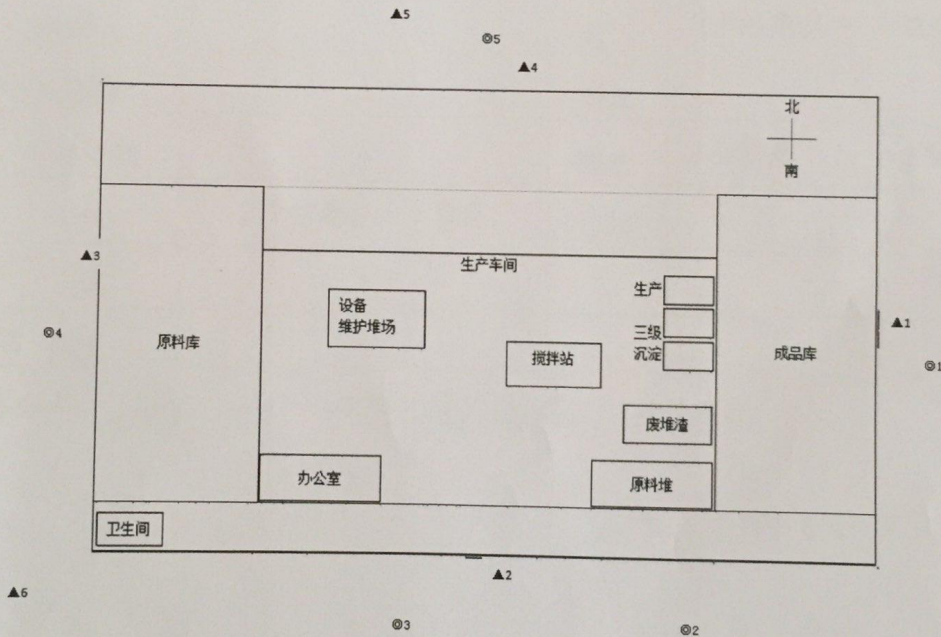 ▲5
◎5
▲4
北
南
▲3
生产车间
生产
设备
维护堆场
▲1
◎4
三级
原料库
沉淀
成品库
搅拌站
◎1
废堆渣
办公室
原料堆
卫生间
▲2
▲6
◎3
◎2